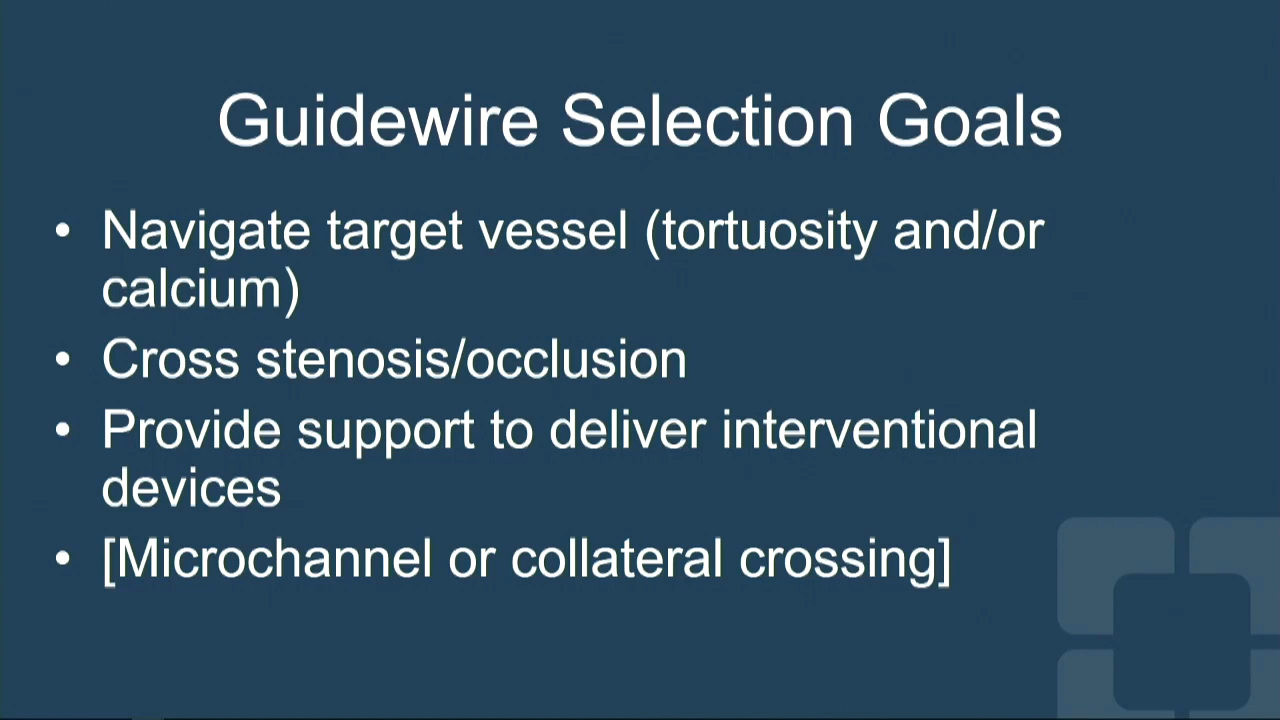 Guidewire Selection Goals
• Navigate target vessel (tortuosity and/or
calcium)
• Cross stenosis/occlusion
• Provide support to deliver interventional
devices
• [Microchannel or collateral crossing]